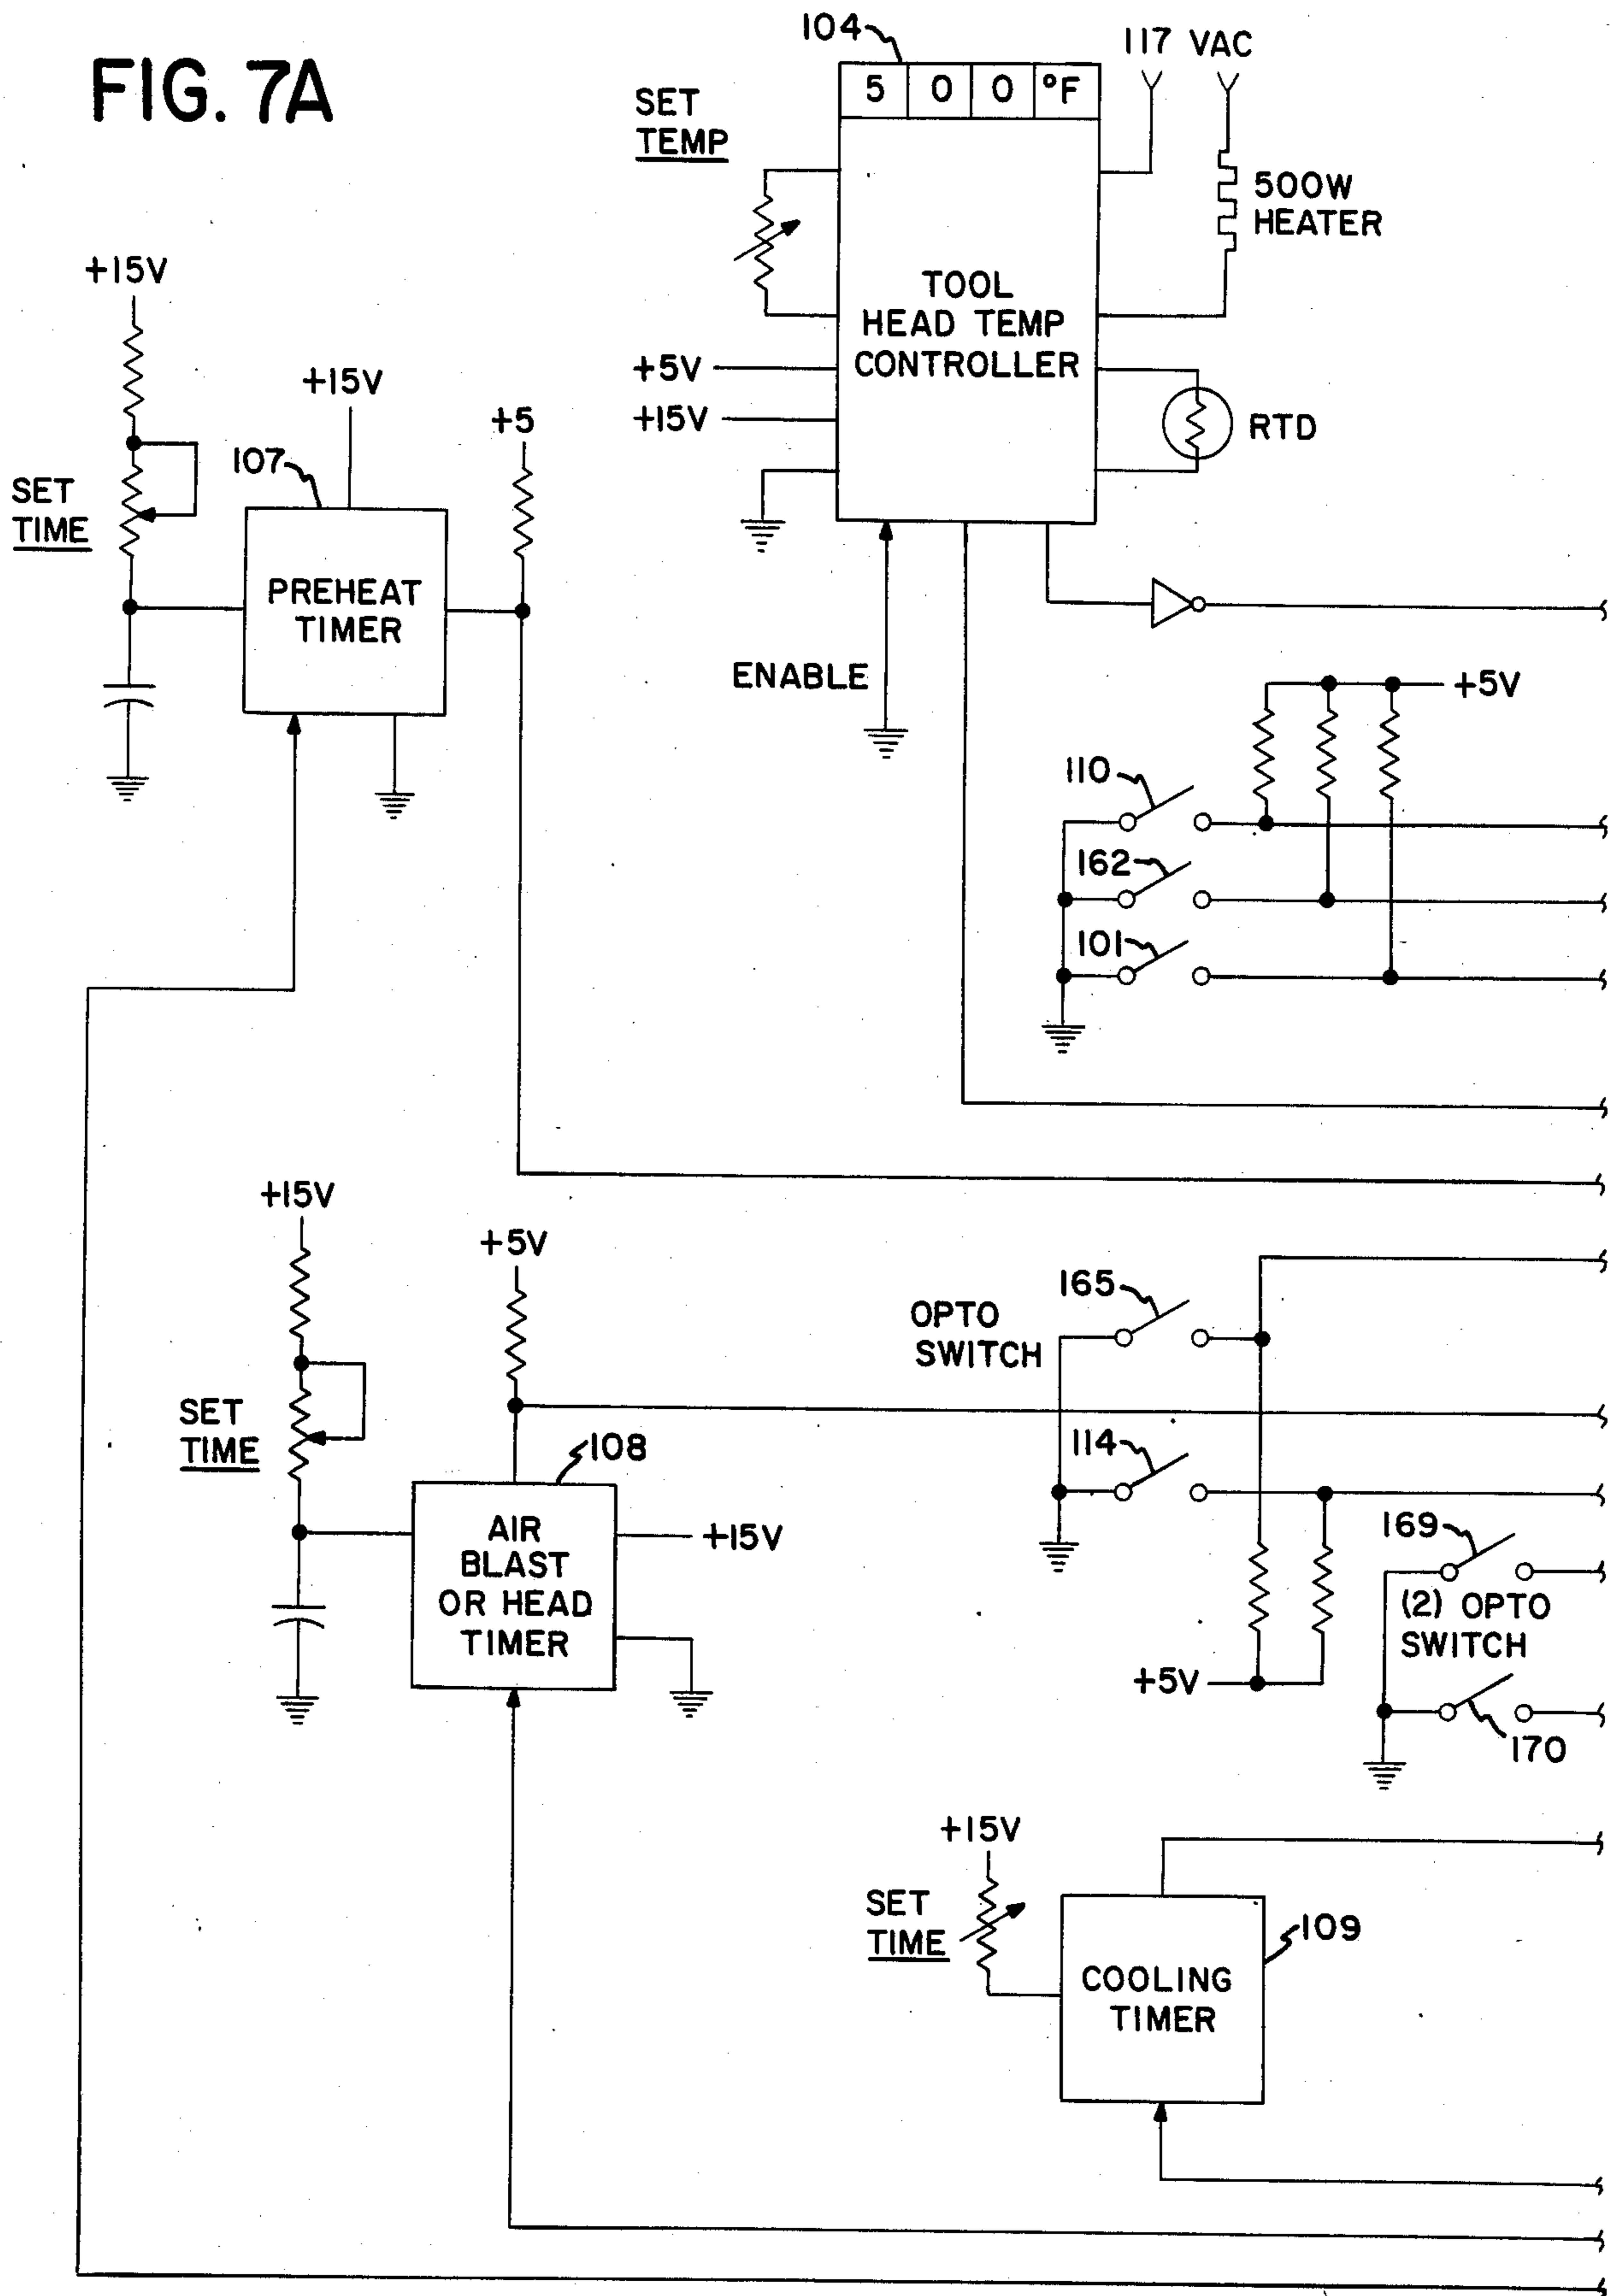 FIG. 7A
104
117 VAC
5 0 0 °F
SET
TEMP
500W
HEATER
TOOL
HEAD TEMP
CONTROLLER
+5V
+15V
RTD
ENABLE
+15V
+15V
+5
107
SET
TIME
PREHEAT
TIMER
+5V
110
162
101
+15V
+5V
SET
TIME
108
AIR
BLAST
OR HEAD
TIMER
+15V
OPTO
SWITCH
165
114
169
(2) OPTO
SWITCH
+5V
170
+15V
SET
TIME
109
COOLING
TIMER